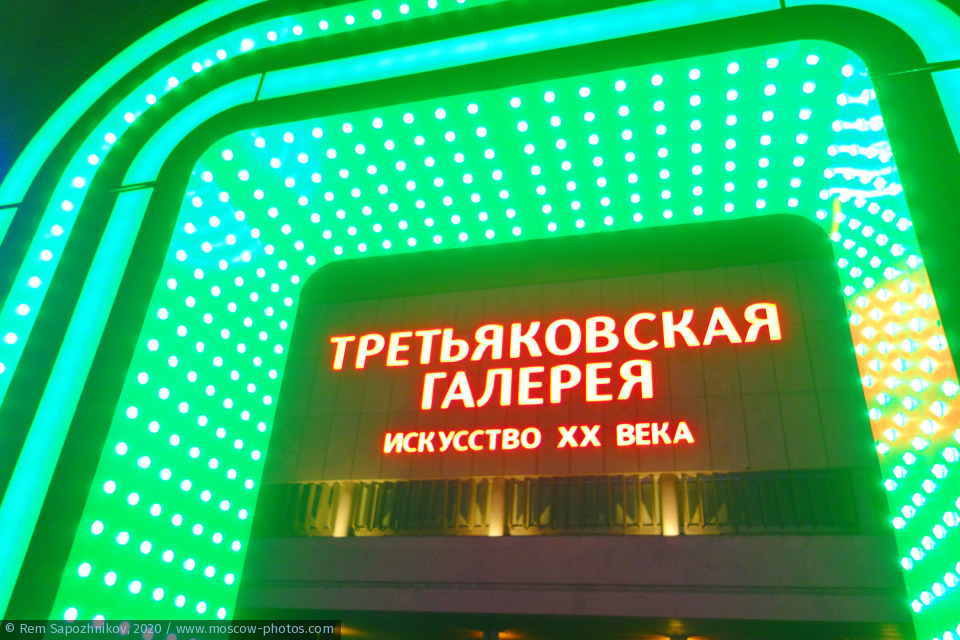 ТРЕТЬЯКОВСКАЯ
ГАЛЕРЕЯ
ИСКУССТВО XX ВЕКА
© Rem Sapozhnikov, 2020 / www.moscow-photos.com